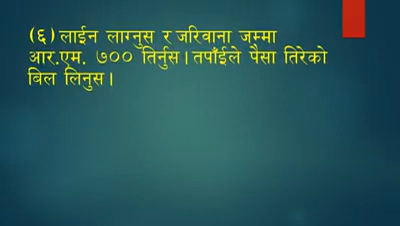 (६) लाईन लाग्नुस र जरिवाना जम्मा
आर.एम. ७०० तिर्नुस। तपाँईले पैसा तिरेको
बिल लिनुस।